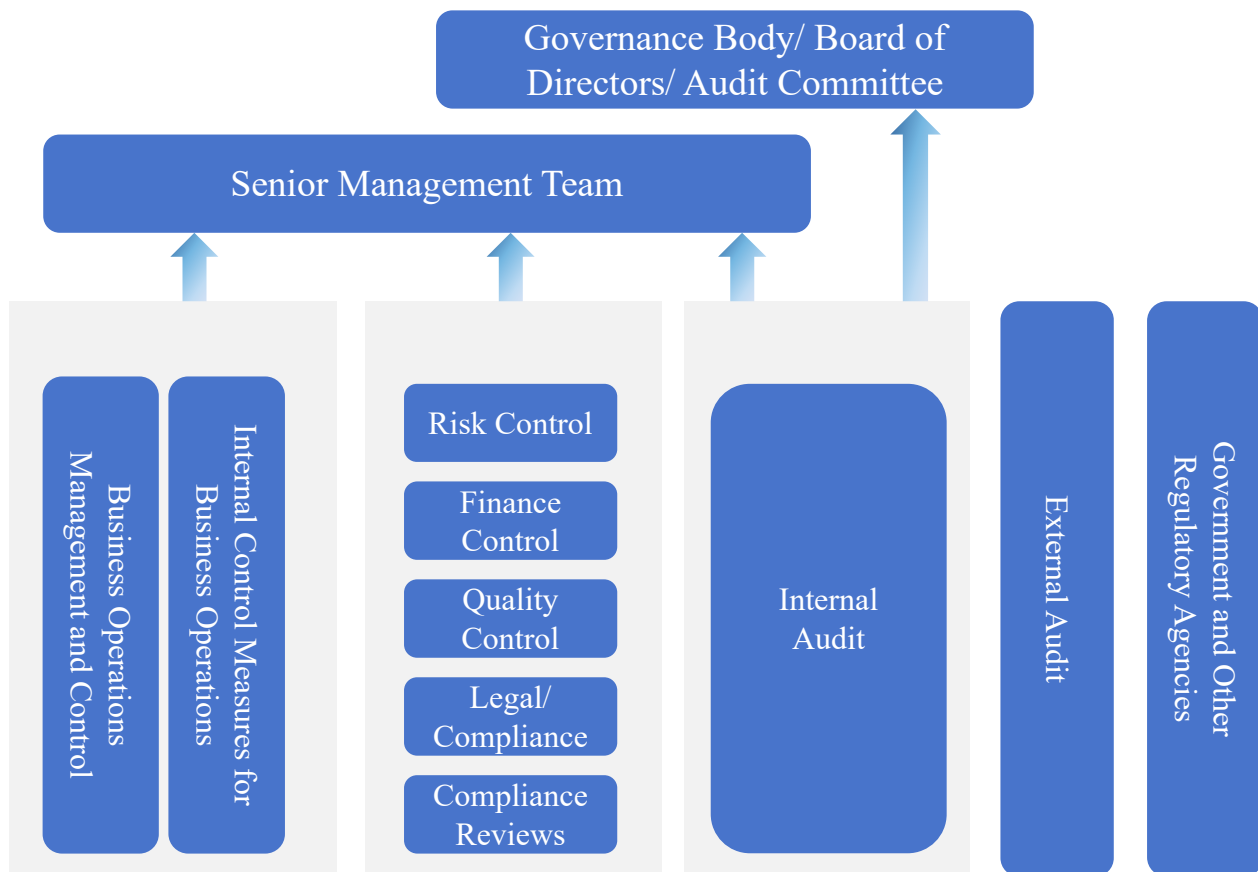 Governance Body/ Board of
Directors/ Audit Committee
Senior Management Team
Business Operations
Management and Control
Internal Control Measures for
Business Operations
Risk Control
Finance
Control
Quality
Control
Legal/
Compliance
Compliance
Reviews
Internal
Audit
External Audit
Government and Other
Regulatory Agencies